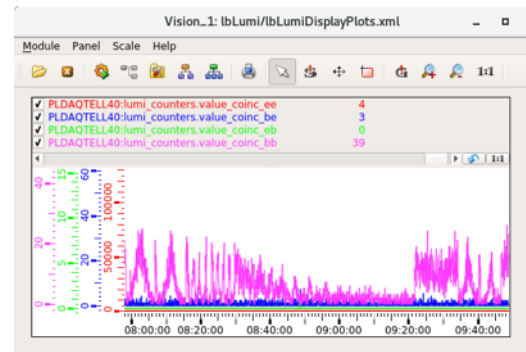 Vision_1: lbLumi/lbLumiDisplayPlots.xml
Module Panel Scale Help
1:1
PLDAQTELL40:lumi_counters.value_coinc_ee 4
PLDAQTELL40:lumi_counters.value_coinc_be 3
PLDAQTELL40:lumi_counters.value_coinc_eb 0
PLDAQTELL40:lumi_counters.value_coinc_bb 39
1:1
0 20 40
0 5 10 15
0 20 40 60
0 50000 100000
08:00:00 08:20:00 08:40:00 09:00:00 09:20:00 09:40:00